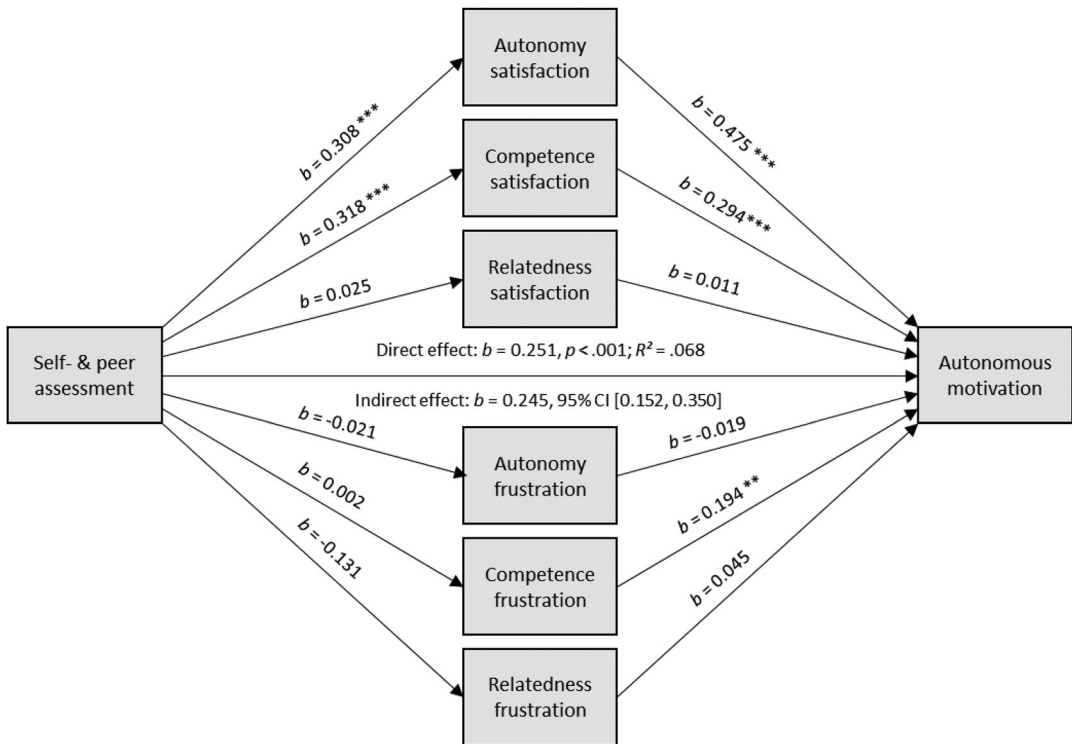 Autonomy
satisfaction
b = 0.308 ***
b = 0.475 ***
Competence
satisfaction
b = 0.318 ***
b = 0.294 ***
Relatedness
satisfaction
b = 0.025
b = 0.011
Self- & peer
assessment
Direct effect: b = 0.251, p < .001; R² = .068
Indirect effect: b = 0.245, 95% CI [0.152, 0.350]
Autonomous
motivation
b = -0.021
b = -0.019
Autonomy
frustration
b = 0.002
b = 0.194 **
Competence
frustration
b = -0.131
b = 0.045
Relatedness
frustration